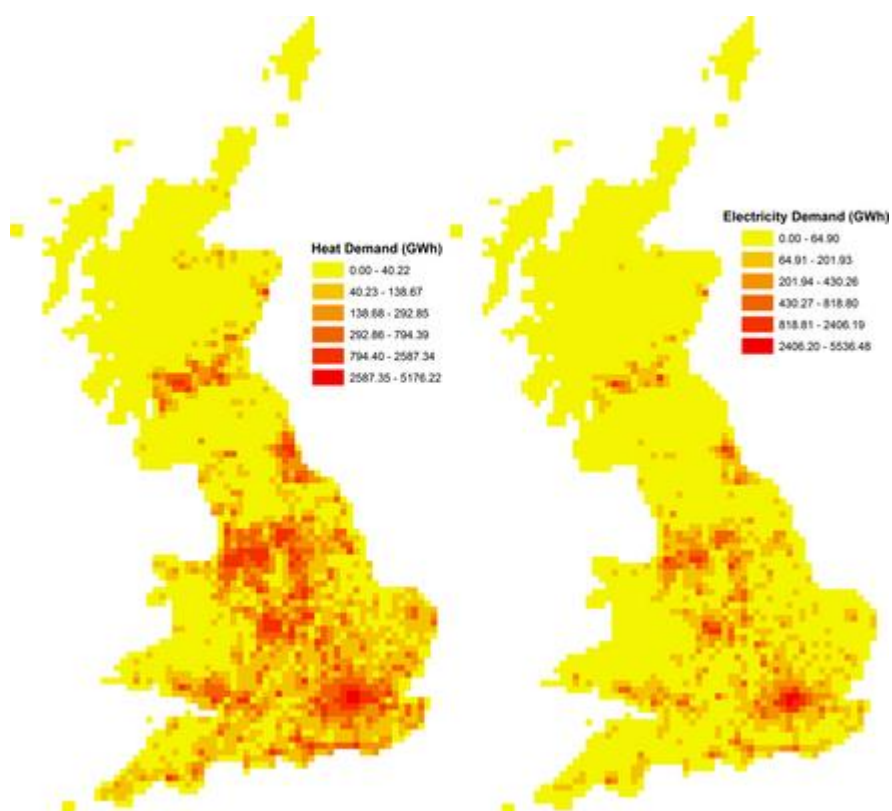 Heat Demand (GWh)
0.00 - 40.22
40.23 - 138.67
138.68 - 292.85
292.86 - 794.39
794.40 - 2587.34
2587.35 - 5176.22
Electricity Demand (GWh)
0.00 - 64.90
64.91 - 201.93
201.94 - 430.26
430.27 - 818.80
818.81 - 2406.19
2406.20 - 5536.48